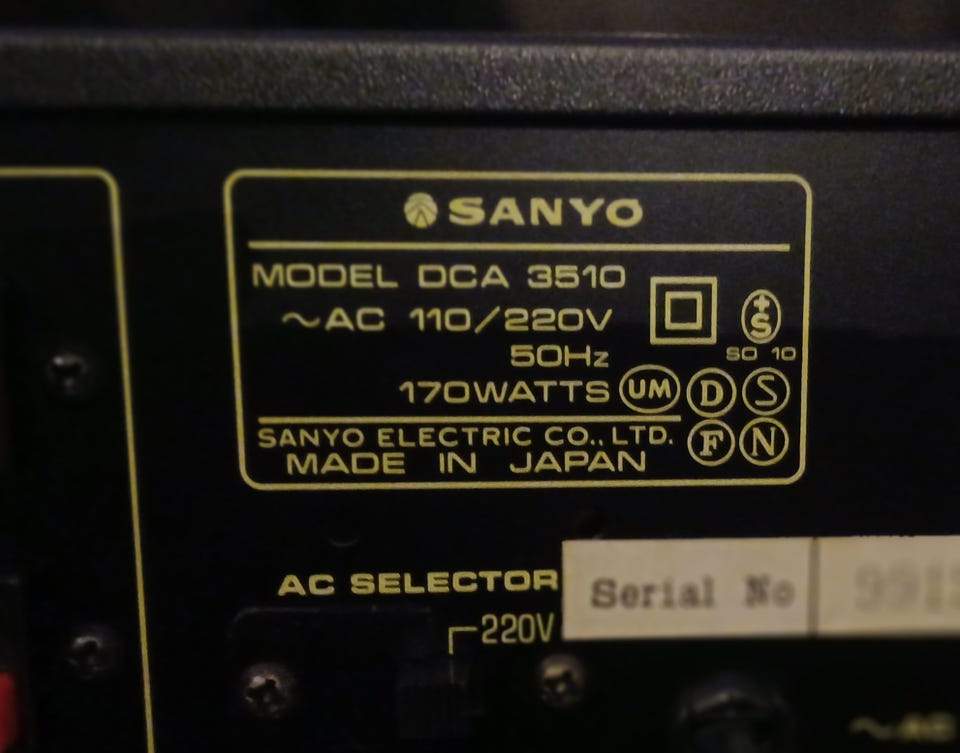 SANYO
MODEL DCA 3510
~AC 110/220V
50Hz
170WATTS
+S
SO 10
UM D S
F N
SANYO ELECTRIC CO., LTD.
MADE IN JAPAN
AC SELECTOR
220V
Serial No
~AC